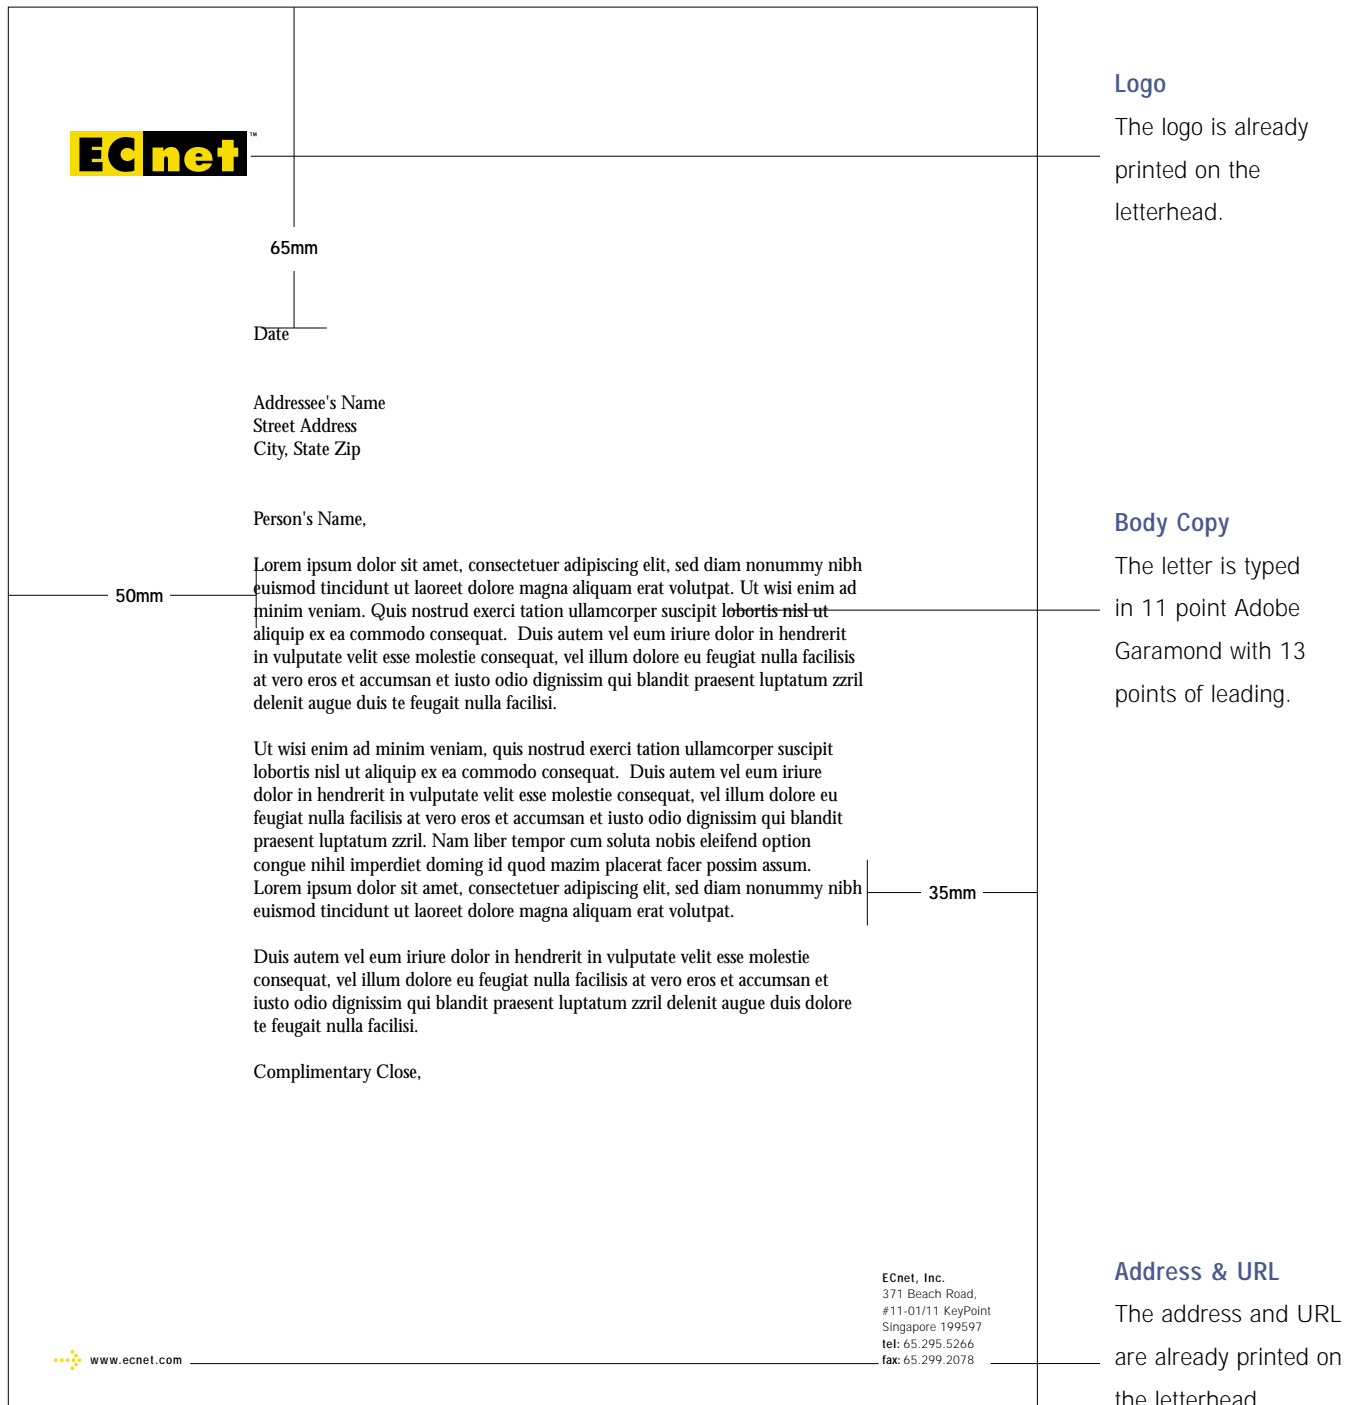 ECnet™
65mm
Date
Addressee's Name
Street Address
City, State Zip
Person's Name,
Lorem ipsum dolor sit amet, consectetuer adipiscing elit, sed diam nonummy nibh
euismod tincidunt ut laoreet dolore magna aliquam erat volutpat. Ut wisi enim ad
minim veniam. Quis nostrud exerci tation ullamcorper suscipit lobortis nisl ut
aliquip ex ea commodo consequat.  Duis autem vel eum iriure dolor in hendrerit
in vulputate velit esse molestie consequat, vel illum dolore eu feugiat nulla facilisis
at vero eros et accumsan et iusto odio dignissim qui blandit praesent luptatum zzril
delenit augue duis te feugait nulla facilisi.
50mm
Ut wisi enim ad minim veniam, quis nostrud exerci tation ullamcorper suscipit
lobortis nisl ut aliquip ex ea commodo consequat.  Duis autem vel eum iriure
dolor in hendrerit in vulputate velit esse molestie consequat, vel illum dolore eu
feugiat nulla facilisis at vero eros et accumsan et iusto odio dignissim qui blandit
praesent luptatum zzril. Nam liber tempor cum soluta nobis eleifend option
congue nihil imperdiet doming id quod mazim placerat facer possim assum.
Lorem ipsum dolor sit amet, consectetuer adipiscing elit, sed diam nonummy nibh
euismod tincidunt ut laoreet dolore magna aliquam erat volutpat.
35mm
Duis autem vel eum iriure dolor in hendrerit in vulputate velit esse molestie
consequat, vel illum dolore eu feugiat nulla facilisis at vero eros et accumsan et
iusto odio dignissim qui blandit praesent luptatum zzril delenit augue duis dolore
te feugait nulla facilisi.
Complimentary Close,
ECnet, Inc.
371 Beach Road,
#11-01/11 KeyPoint
Singapore 199597
tel: 65.295.5266
fax: 65.299.2078
www.ecnet.com
Logo
The logo is already
printed on the
letterhead.
Body Copy
The letter is typed
in 11 point Adobe
Garamond with 13
points of leading.
Address & URL
The address and URL
are already printed on
the letterhead